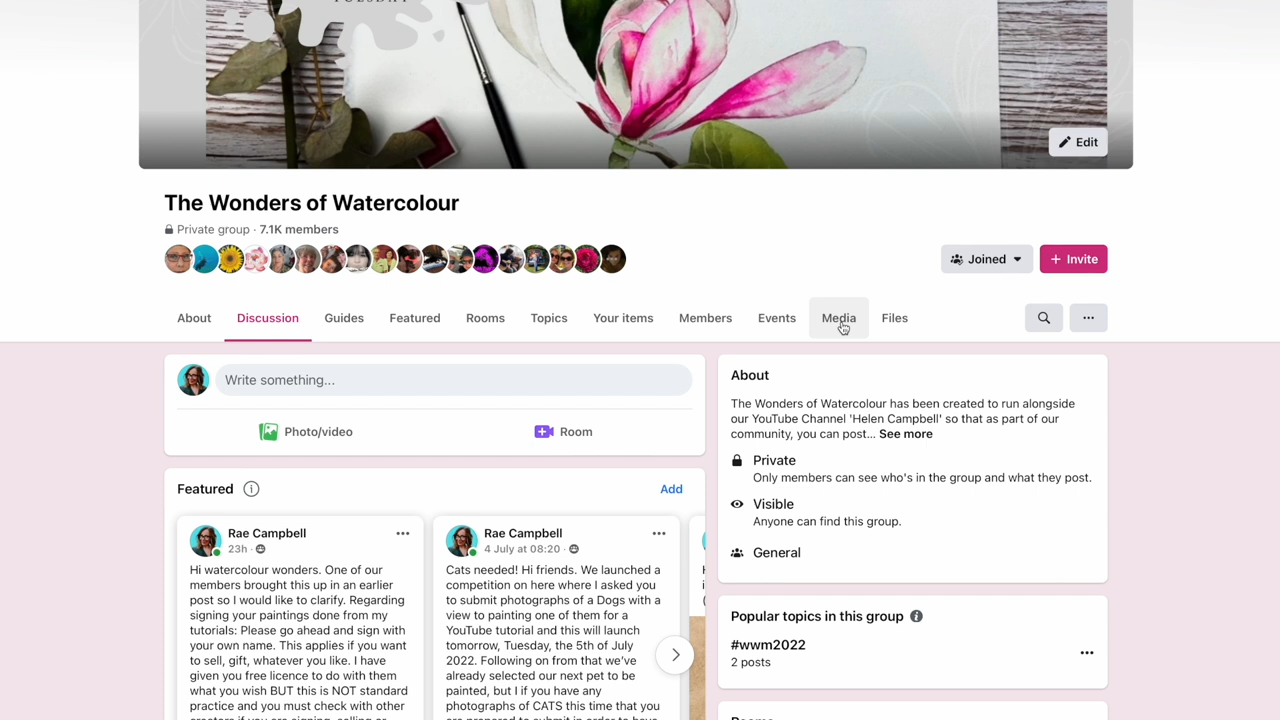 TUESDAY
Edit
The Wonders of Watercolour
Private group · 7.1K members
Joined
+ Invite
About Discussion Guides Featured Rooms Topics Your items Members Events Media Files
Write something...
Photo/video Room
Featured
Add
Rae Campbell
23h ·
Hi watercolour wonders. One of our
members brought this up in an earlier
post so I would like to clarify. Regarding
signing your paintings done from my
tutorials: Please go ahead and sign with
your own name. This applies if you want
to sell, gift, whatever you like. I have
given you free licence to do with them
what you wish BUT this is NOT standard
practice and you must check with other
Rae Campbell
4 July at 08:20 ·
Cats needed! Hi friends. We launched a
competition on here where I asked you
to submit photographs of a Dogs with a
view to painting one of them for a
YouTube tutorial and this will launch
tomorrow, Tuesday, the 5th of July
2022. Following on from that we've
already selected our next pet to be
painted, but I if you have any
photographs of CATS this time that you
About
The Wonders of Watercolour has been created to run alongside
our YouTube Channel 'Helen Campbell' so that as part of our
community, you can post... See more
Private
Only members can see who's in the group and what they post.
Visible
Anyone can find this group.
General
Popular topics in this group
#wwm2022
2 posts